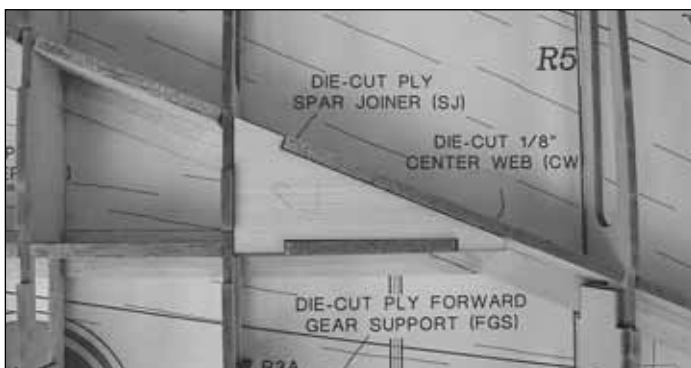 R5
DIE-CUT PLY
SPAR JOINER (SJ)
DIE-CUT 1/8"
CENTER WEB (CW
DIE-CUT PLY FORWARD
GEAR SUPPORT (FGS)